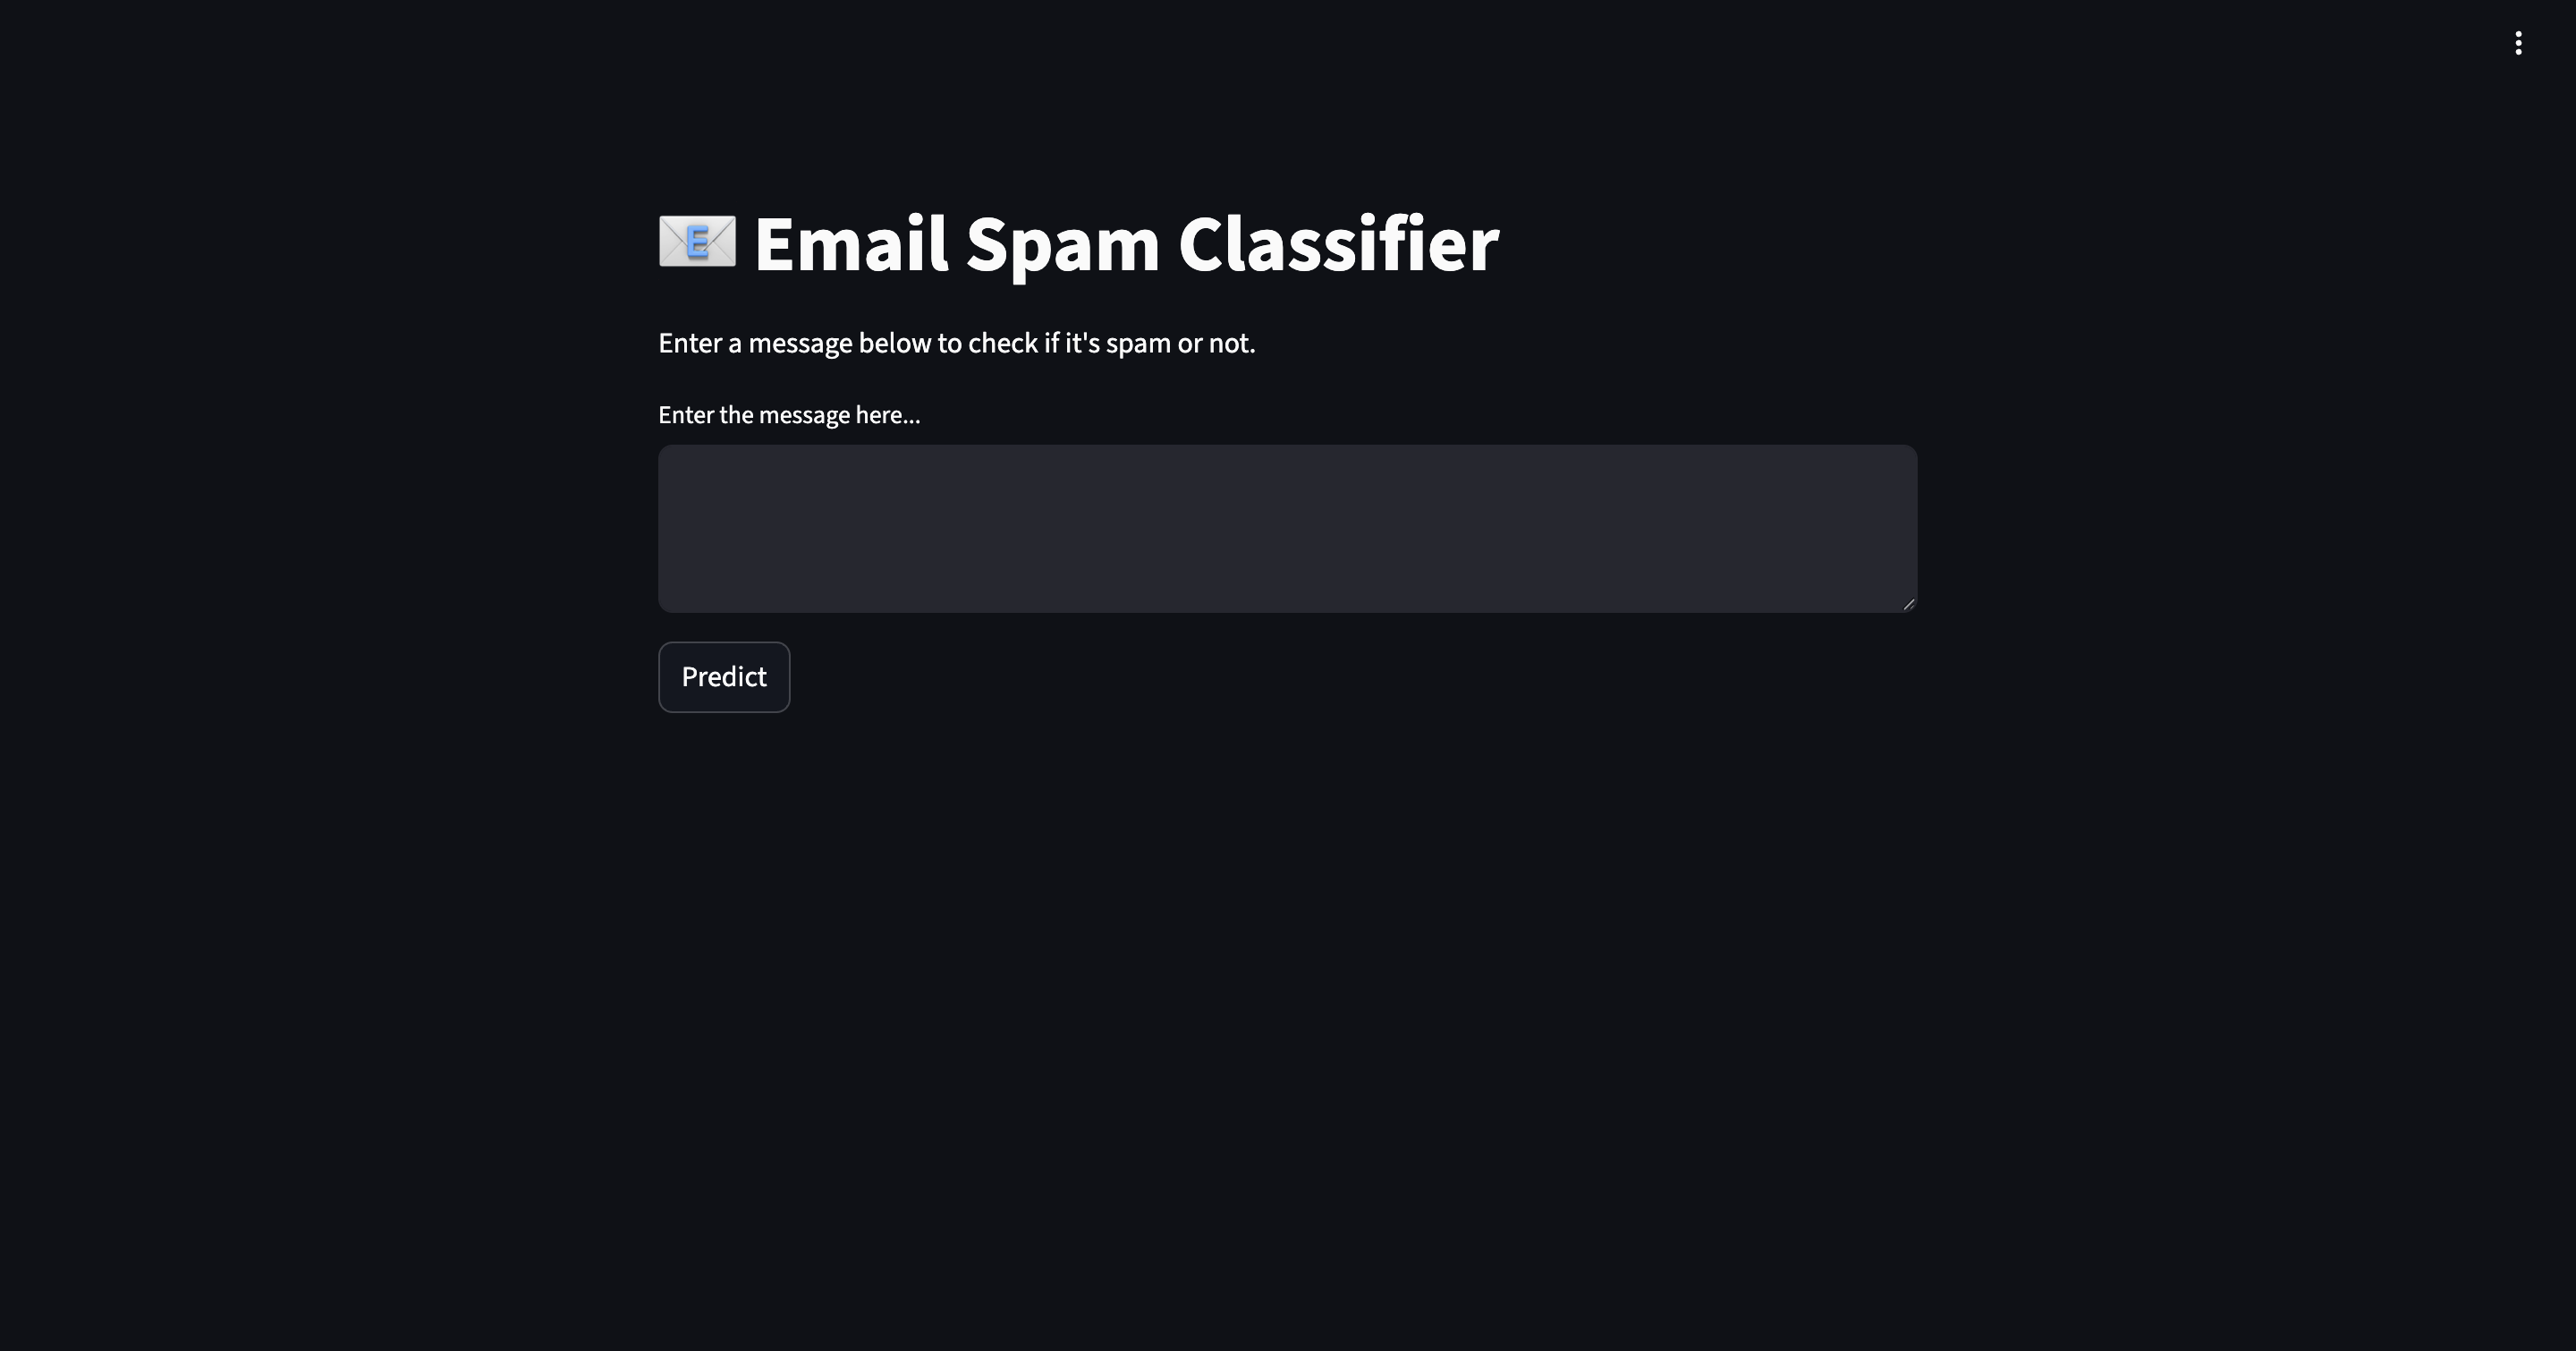 📧 Email Spam Classifier
Enter a message below to check if it's spam or not.
Enter the message here...
Predict